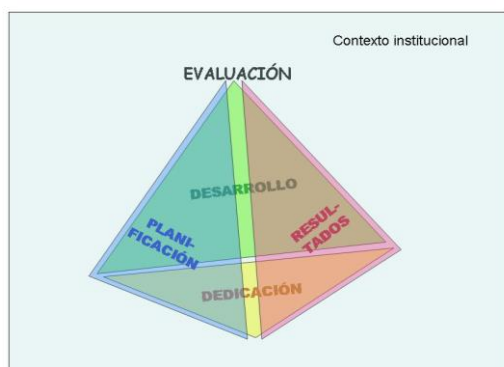 Contexto institucional
EVALUACIÓN
DESARROLLO
PLANI-
FICACIÓN
RESUL-
TADOS
DEDICACIÓN